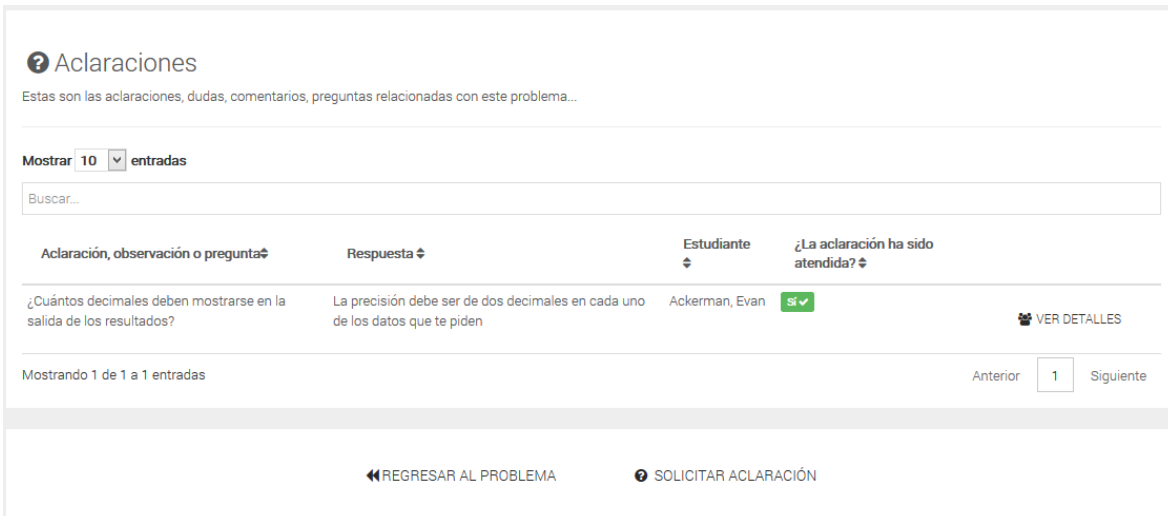 Aclaraciones
Estas son las aclaraciones, dudas, comentarios, preguntas relacionadas con este problema...
Mostrar 10 entradas
Buscar...
Aclaración, observación o pregunta
Respuesta
Estudiante
¿La aclaración ha sido
atendida?
¿Cuántos decimales deben mostrarse en la
salida de los resultados?
La precisión debe ser de dos decimales en cada uno
de los datos que te piden
Ackerman, Evan
Sí
VER DETALLES
Mostrando 1 de 1 a 1 entradas
Anterior 1 Siguiente
REGRESAR AL PROBLEMA
SOLICITAR ACLARACIÓN